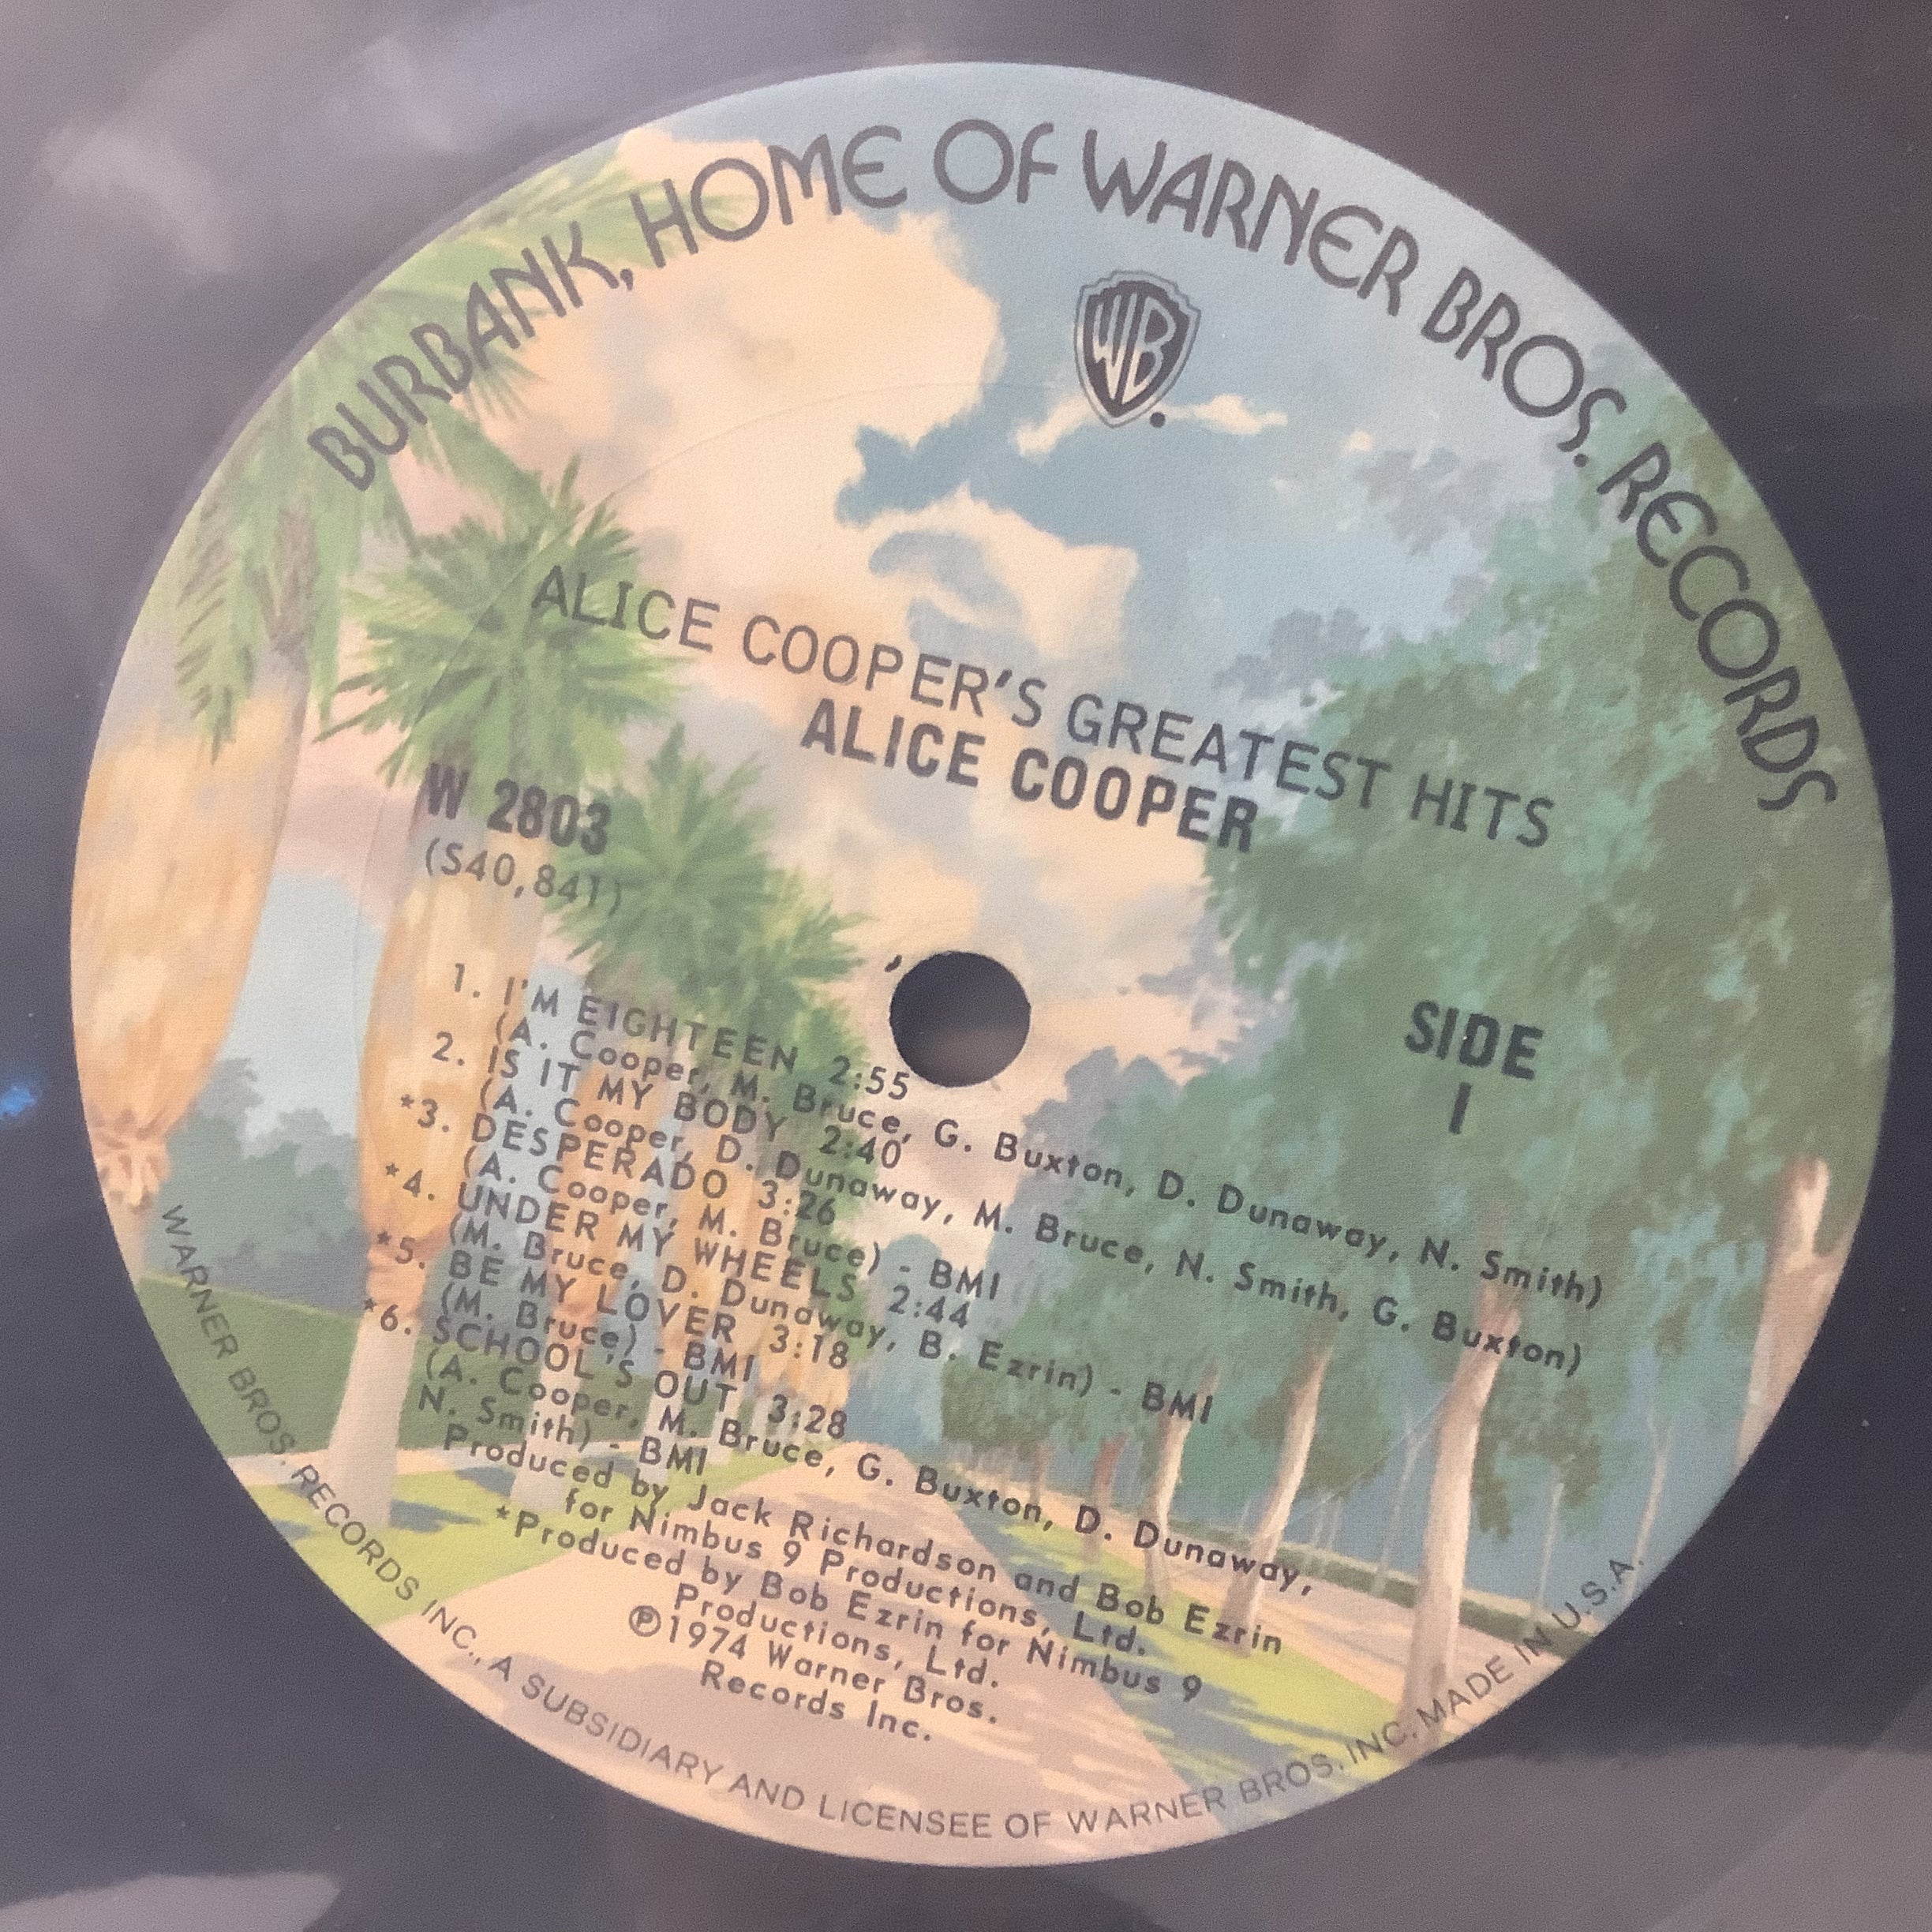 BURBANK, HOME OF WARNER BROS. RECORDS
WB
ALICE COOPER'S GREATEST HITS
ALICE COOPER
W 2803
(S40,841)
SIDE
1
1. I'M EIGHTEEN 2:55
(A. Cooper, M. Bruce, G. Buxton, D. Dunaway, N. Smith)
2. IS IT MY BODY 2:40
(A. Cooper, D. Dunaway, M. Bruce, N. Smith, G. Buxton)
*3. DESPERADO 3:26
(A. Cooper, M. Bruce) - BMI
*4. UNDER MY WHEELS 2:44
(M. Bruce, D. Dunaway, B. Ezrin) - BMI
*5. BE MY LOVER 3:18
(M. Bruce) - BMI
*6. SCHOOL'S OUT 3:28
(A. Cooper, M. Bruce, G. Buxton, D. Dunaway,
N. Smith) - BMI
Produced by Jack Richardson and Bob Ezrin
for Nimbus 9 Productions, Ltd.
*Produced by Bob Ezrin for Nimbus 9
Productions, Ltd.
℗1974 Warner Bros.
Records Inc.
WARNER BROS. RECORDS INC., A SUBSIDIARY AND LICENSEE OF WARNER BROS. INC. MADE IN U.S.A.